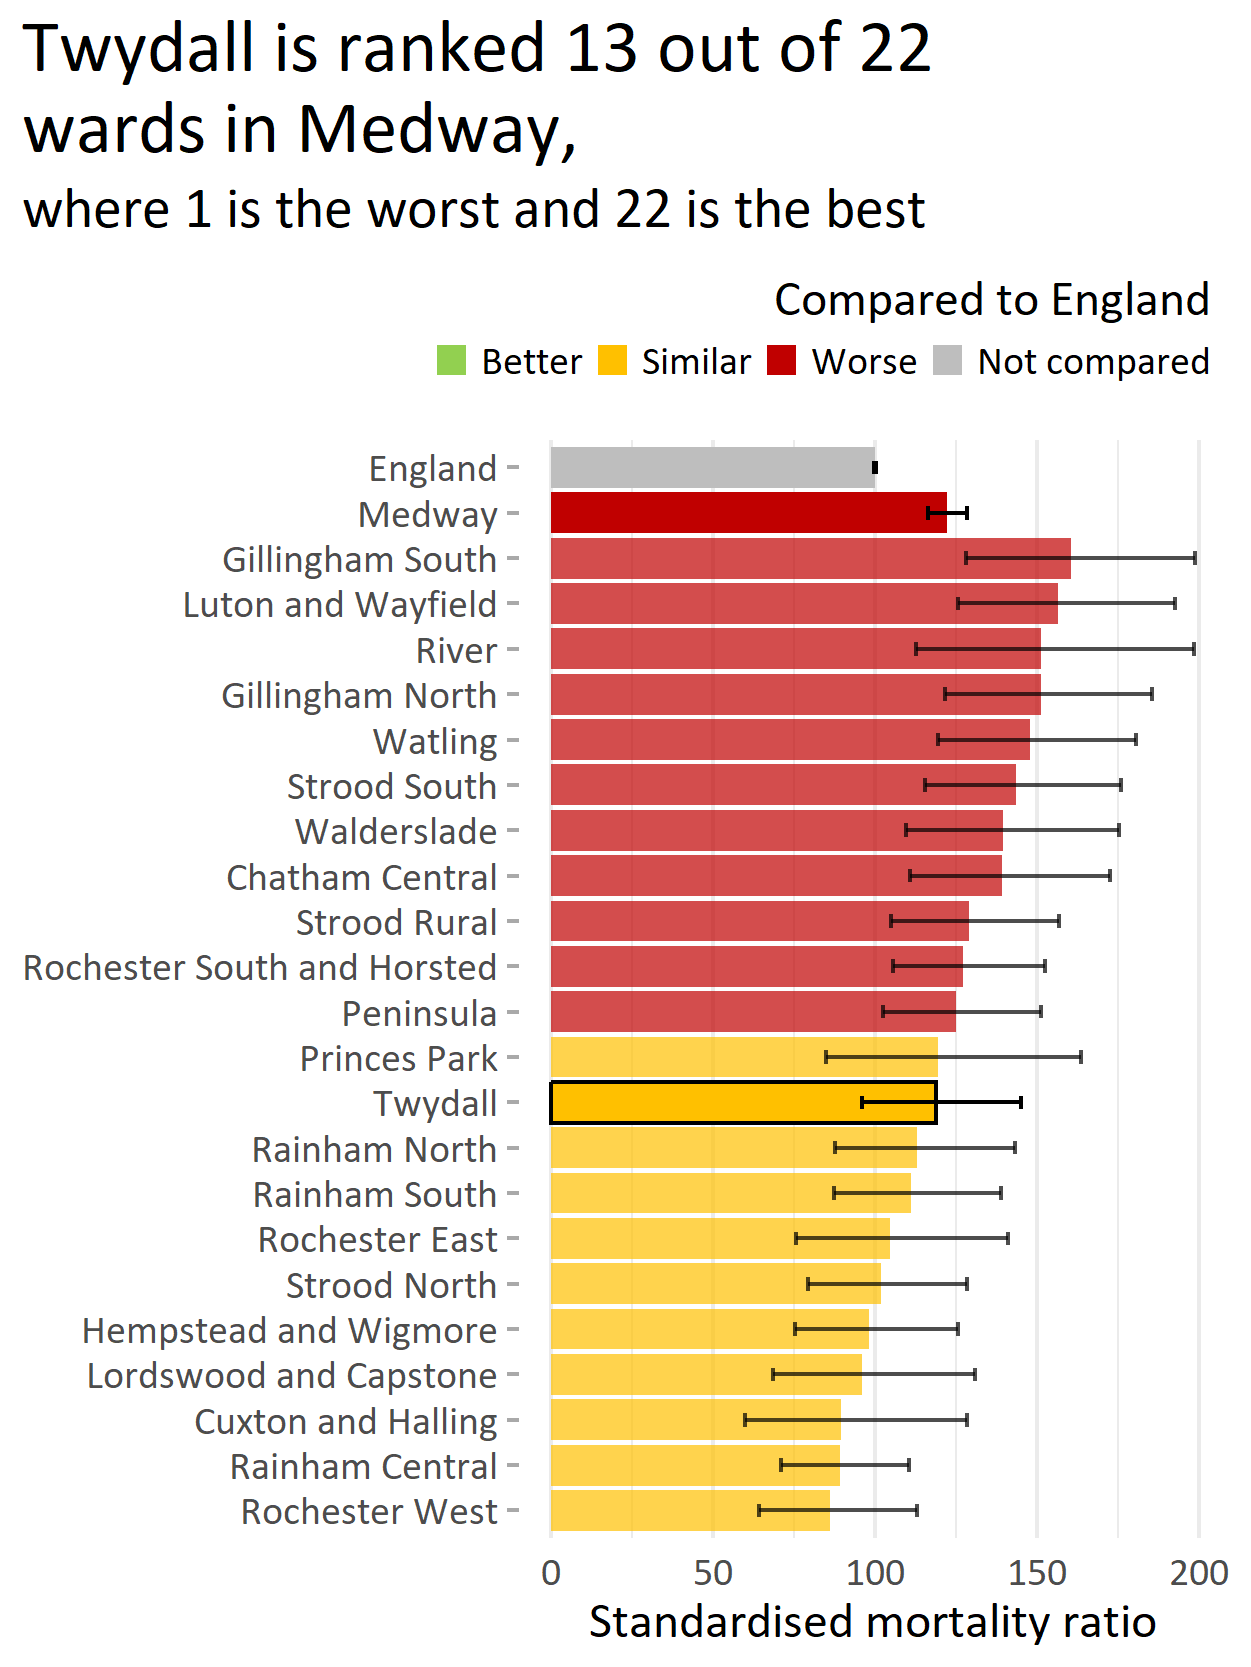 Twydall is ranked 13 out of 22
wards in Medway,
where 1 is the worst and 22 is the best
Compared to England
Better Similar Worse Not compared
England
Medway
Gillingham South
Luton and Wayfield
River
Gillingham North
Watling
Strood South
Walderslade
Chatham Central
Strood Rural
Rochester South and Horsted
Peninsula
Princes Park
Twydall
Rainham North
Rainham South
Rochester East
Strood North
Hempstead and Wigmore
Lordswood and Capstone
Cuxton and Halling
Rainham Central
Rochester West
0 50 100 150 200
Standardised mortality ratio